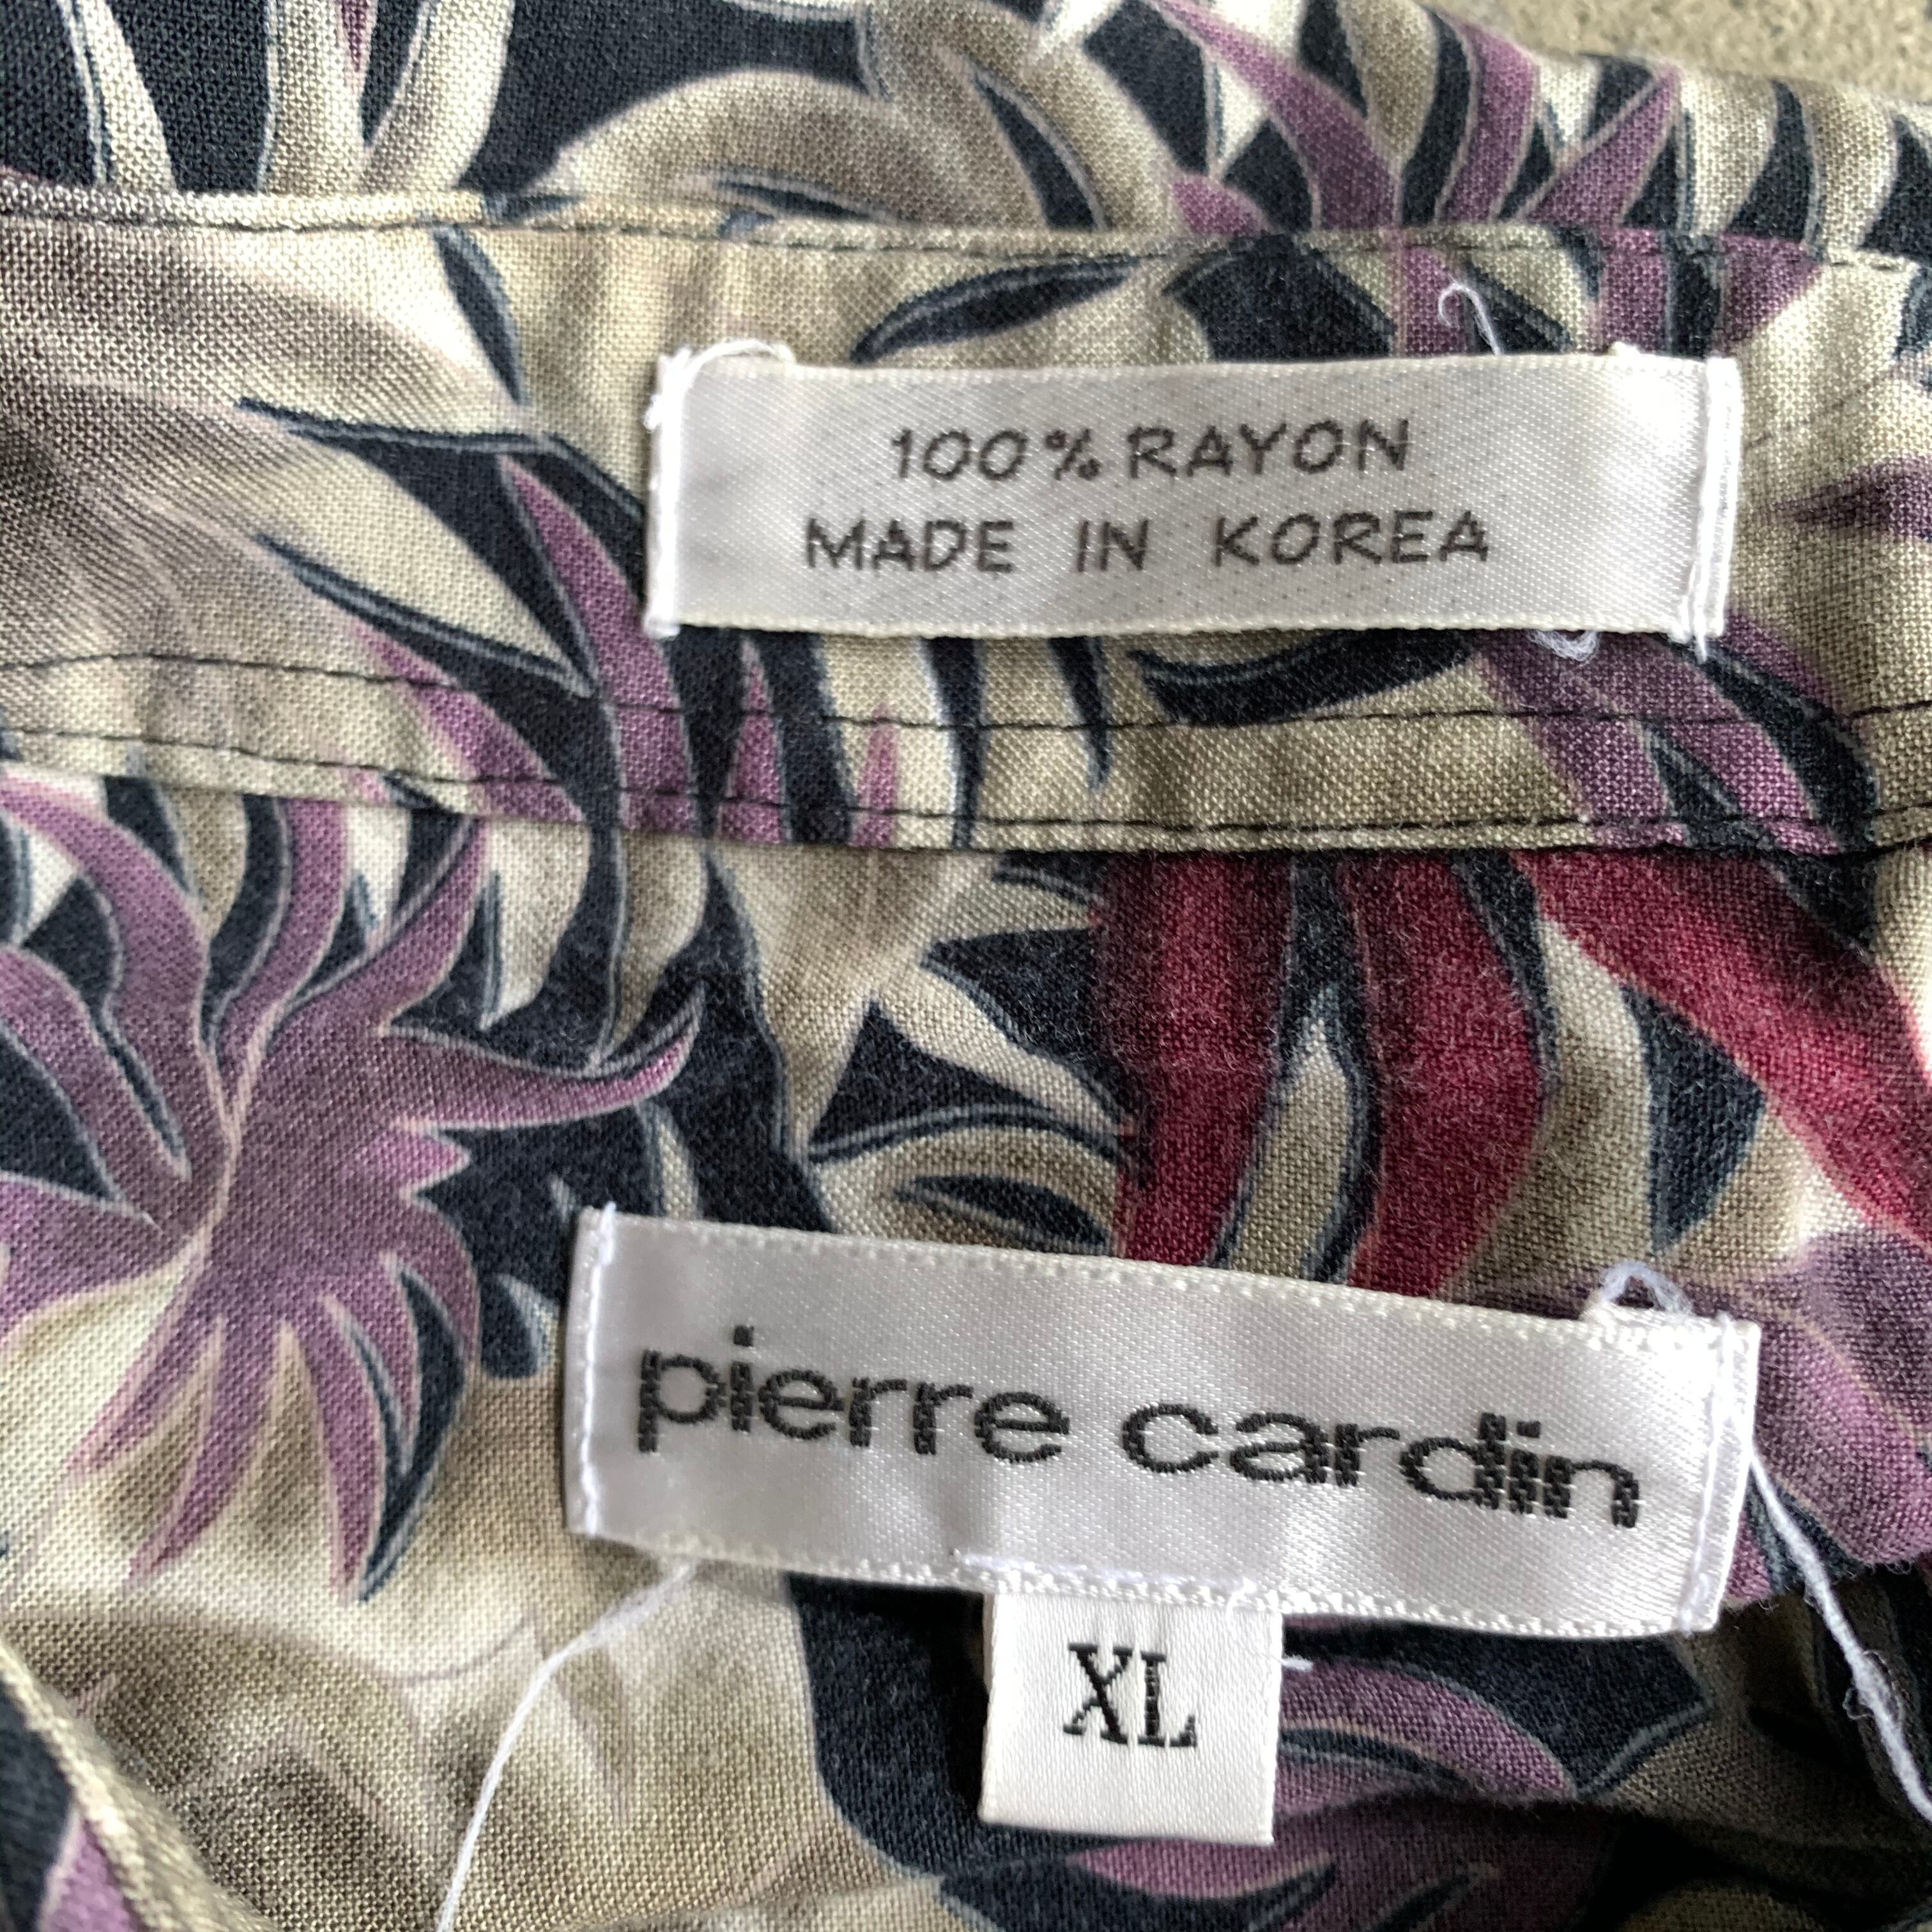 100% RAYON
MADE IN KOREA
pierre cardin
XL